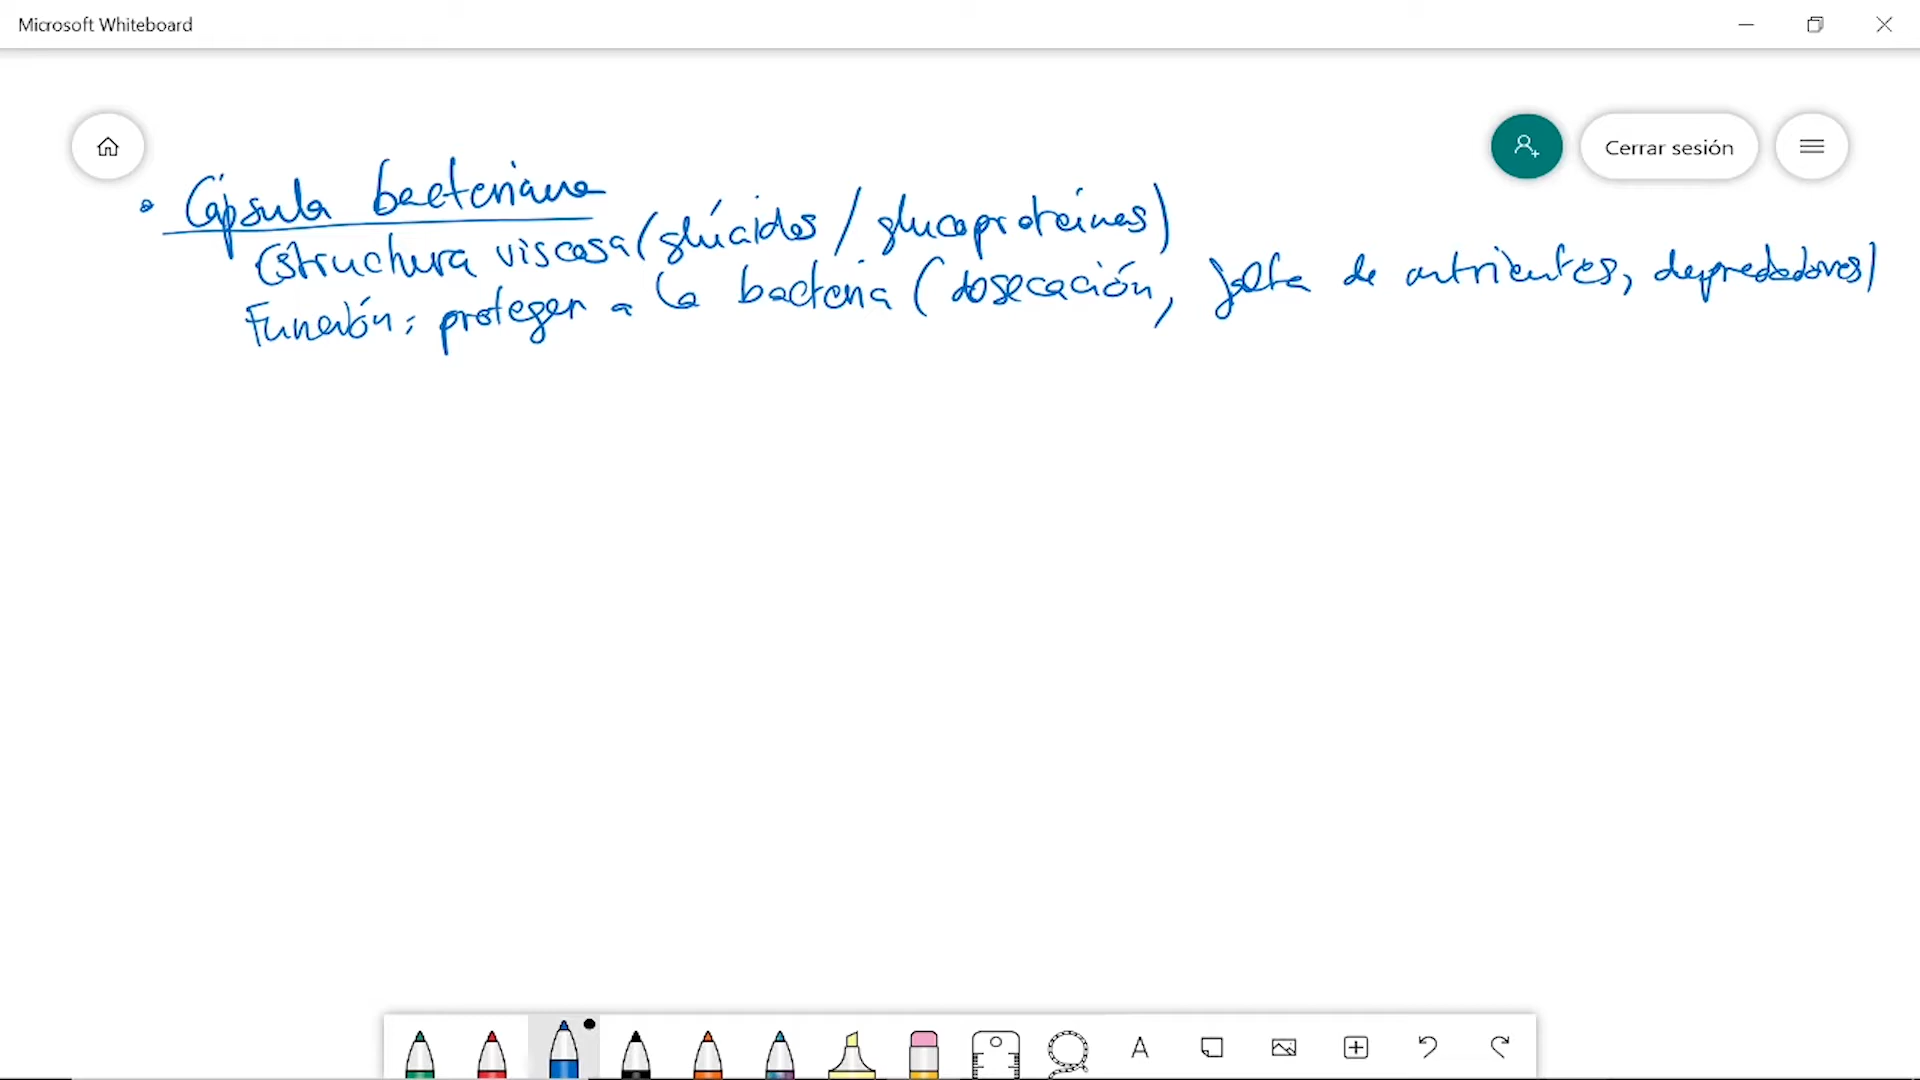 Microsoft Whiteboard
Cerrar sesión
• Cápsula bacteriana
Estructura viscosa (glúcidos / glucoproteínas)
Función: proteger a la bacteria (desecación, falta de nutrientes, depredadores)
A